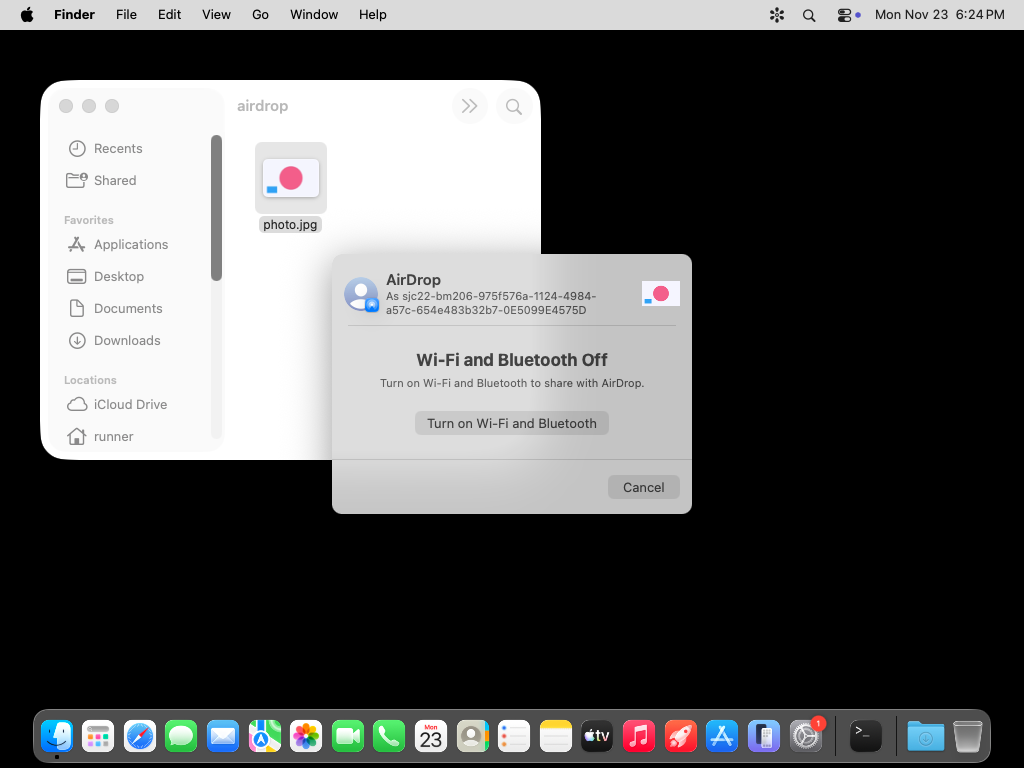 Finder File Edit View Go Window Help Mon Nov 23 6:24 PM
airdrop
Recents
Shared
Favorites
Applications
Desktop
Documents
Downloads
Locations
iCloud Drive
runner
photo.jpg
AirDrop
As sjc22-bm206-975f576a-1124-4984-
a57c-654e483b32b7-0E5099E4575D
Wi-Fi and Bluetooth Off
Turn on Wi-Fi and Bluetooth to share with AirDrop.
Turn on Wi-Fi and Bluetooth
Cancel
Mon
23
tv
1
>_